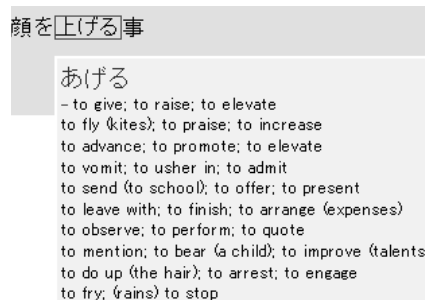 顔を上げる事
あげる
- to give; to raise; to elevate
to fly (kites); to praise; to increase
to advance; to promote; to elevate
to vomit; to usher in; to admit
to send (to school); to offer; to present
to leave with; to finish; to arrange (expenses)
to observe; to perform; to quote
to mention; to bear (a child); to improve (talents
to do up (the hair); to arrest; to engage
to fry; (rains) to stop